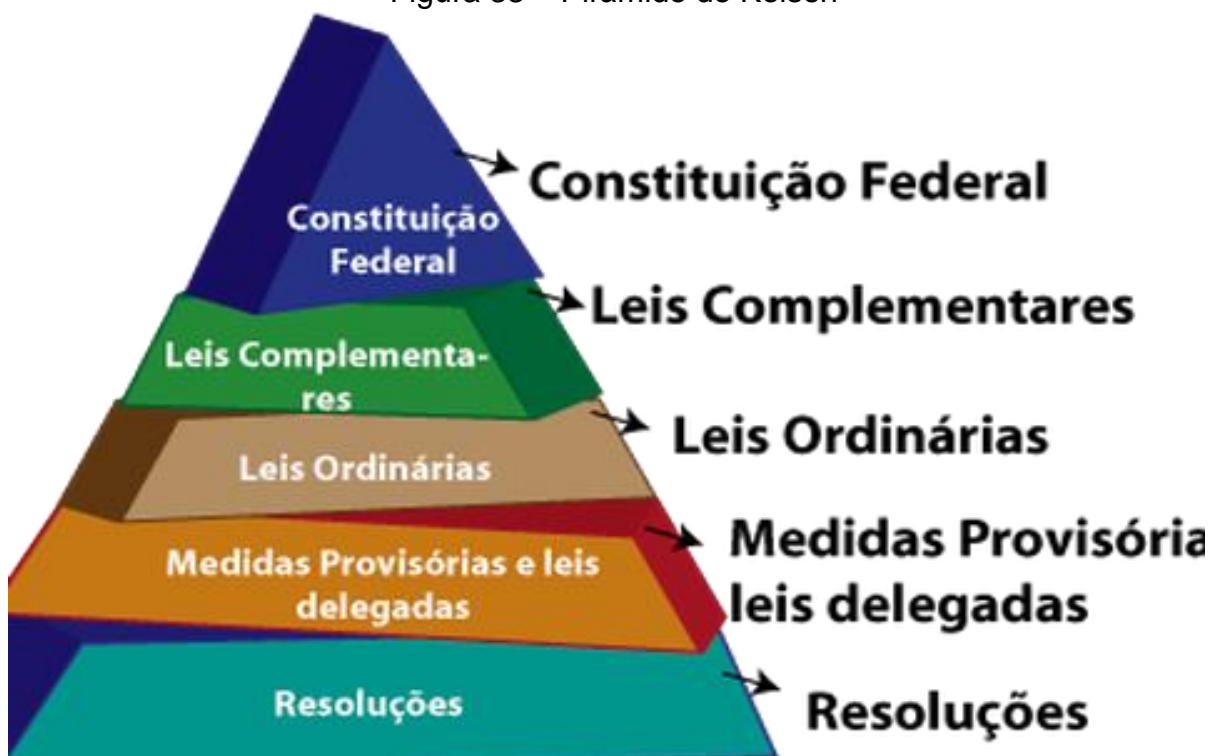 Constituição Federal
Constituição
Federal
Leis Complementares
Leis Complementa-
res
Leis Ordinárias
Leis Ordinárias
Medidas Provisória
leis delegadas
Medidas Provisórias e leis
delegadas
Resoluções
Resoluções